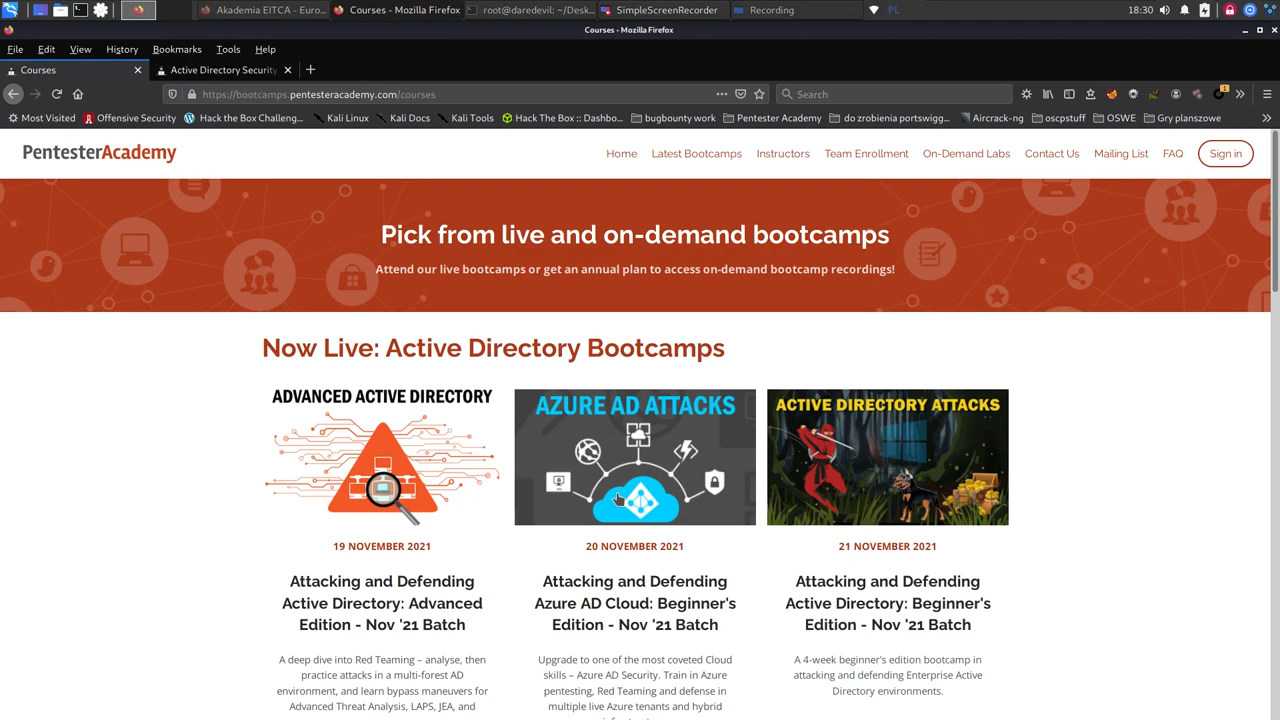 Akademia EITCA - Euro...
Courses - Mozilla Firefox
root@daredevil: ~/Desk...
SimpleScreenRecorder
Recording
PL
18:30
Courses - Mozilla Firefox
File Edit View History Bookmarks Tools Help
Courses
Active Directory Security
https://bootcamps.pentesteracademy.com/courses
Search
1
Most Visited
Offensive Security
Hack the Box Challeng...
Kali Linux
Kali Docs
Kali Tools
Hack The Box :: Dashbo...
bugbounty work
Pentester Academy
do zrobienia portswigg...
Aircrack-ng
oscpstuff
OSWE
Gry planszowe
PentesterAcademy
Home Latest Bootcamps Instructors Team Enrollment On-Demand Labs Contact Us Mailing List FAQ Sign in
Pick from live and on-demand bootcamps
Attend our live bootcamps or get an annual plan to access on-demand bootcamp recordings!
Now Live: Active Directory Bootcamps
ADVANCED ACTIVE DIRECTORY
19 NOVEMBER 2021
Attacking and Defending
Active Directory: Advanced
Edition - Nov '21 Batch
A deep dive into Red Teaming – analyse, then
practice attacks in a multi-forest AD
environment, and learn bypass maneuvers for
Advanced Threat Analysis, LAPS, JEA, and
AZURE AD ATTACKS
20 NOVEMBER 2021
Attacking and Defending
Azure AD Cloud: Beginner's
Edition - Nov '21 Batch
Upgrade to one of the most coveted Cloud
skills – Azure AD Security. Train in Azure
pentesting, Red Teaming and defense in
multiple live Azure tenants and hybrid
ACTIVE DIRECTORY ATTACKS
21 NOVEMBER 2021
Attacking and Defending
Active Directory: Beginner's
Edition - Nov '21 Batch
A 4-week beginner's edition bootcamp in
attacking and defending Enterprise Active
Directory environments.